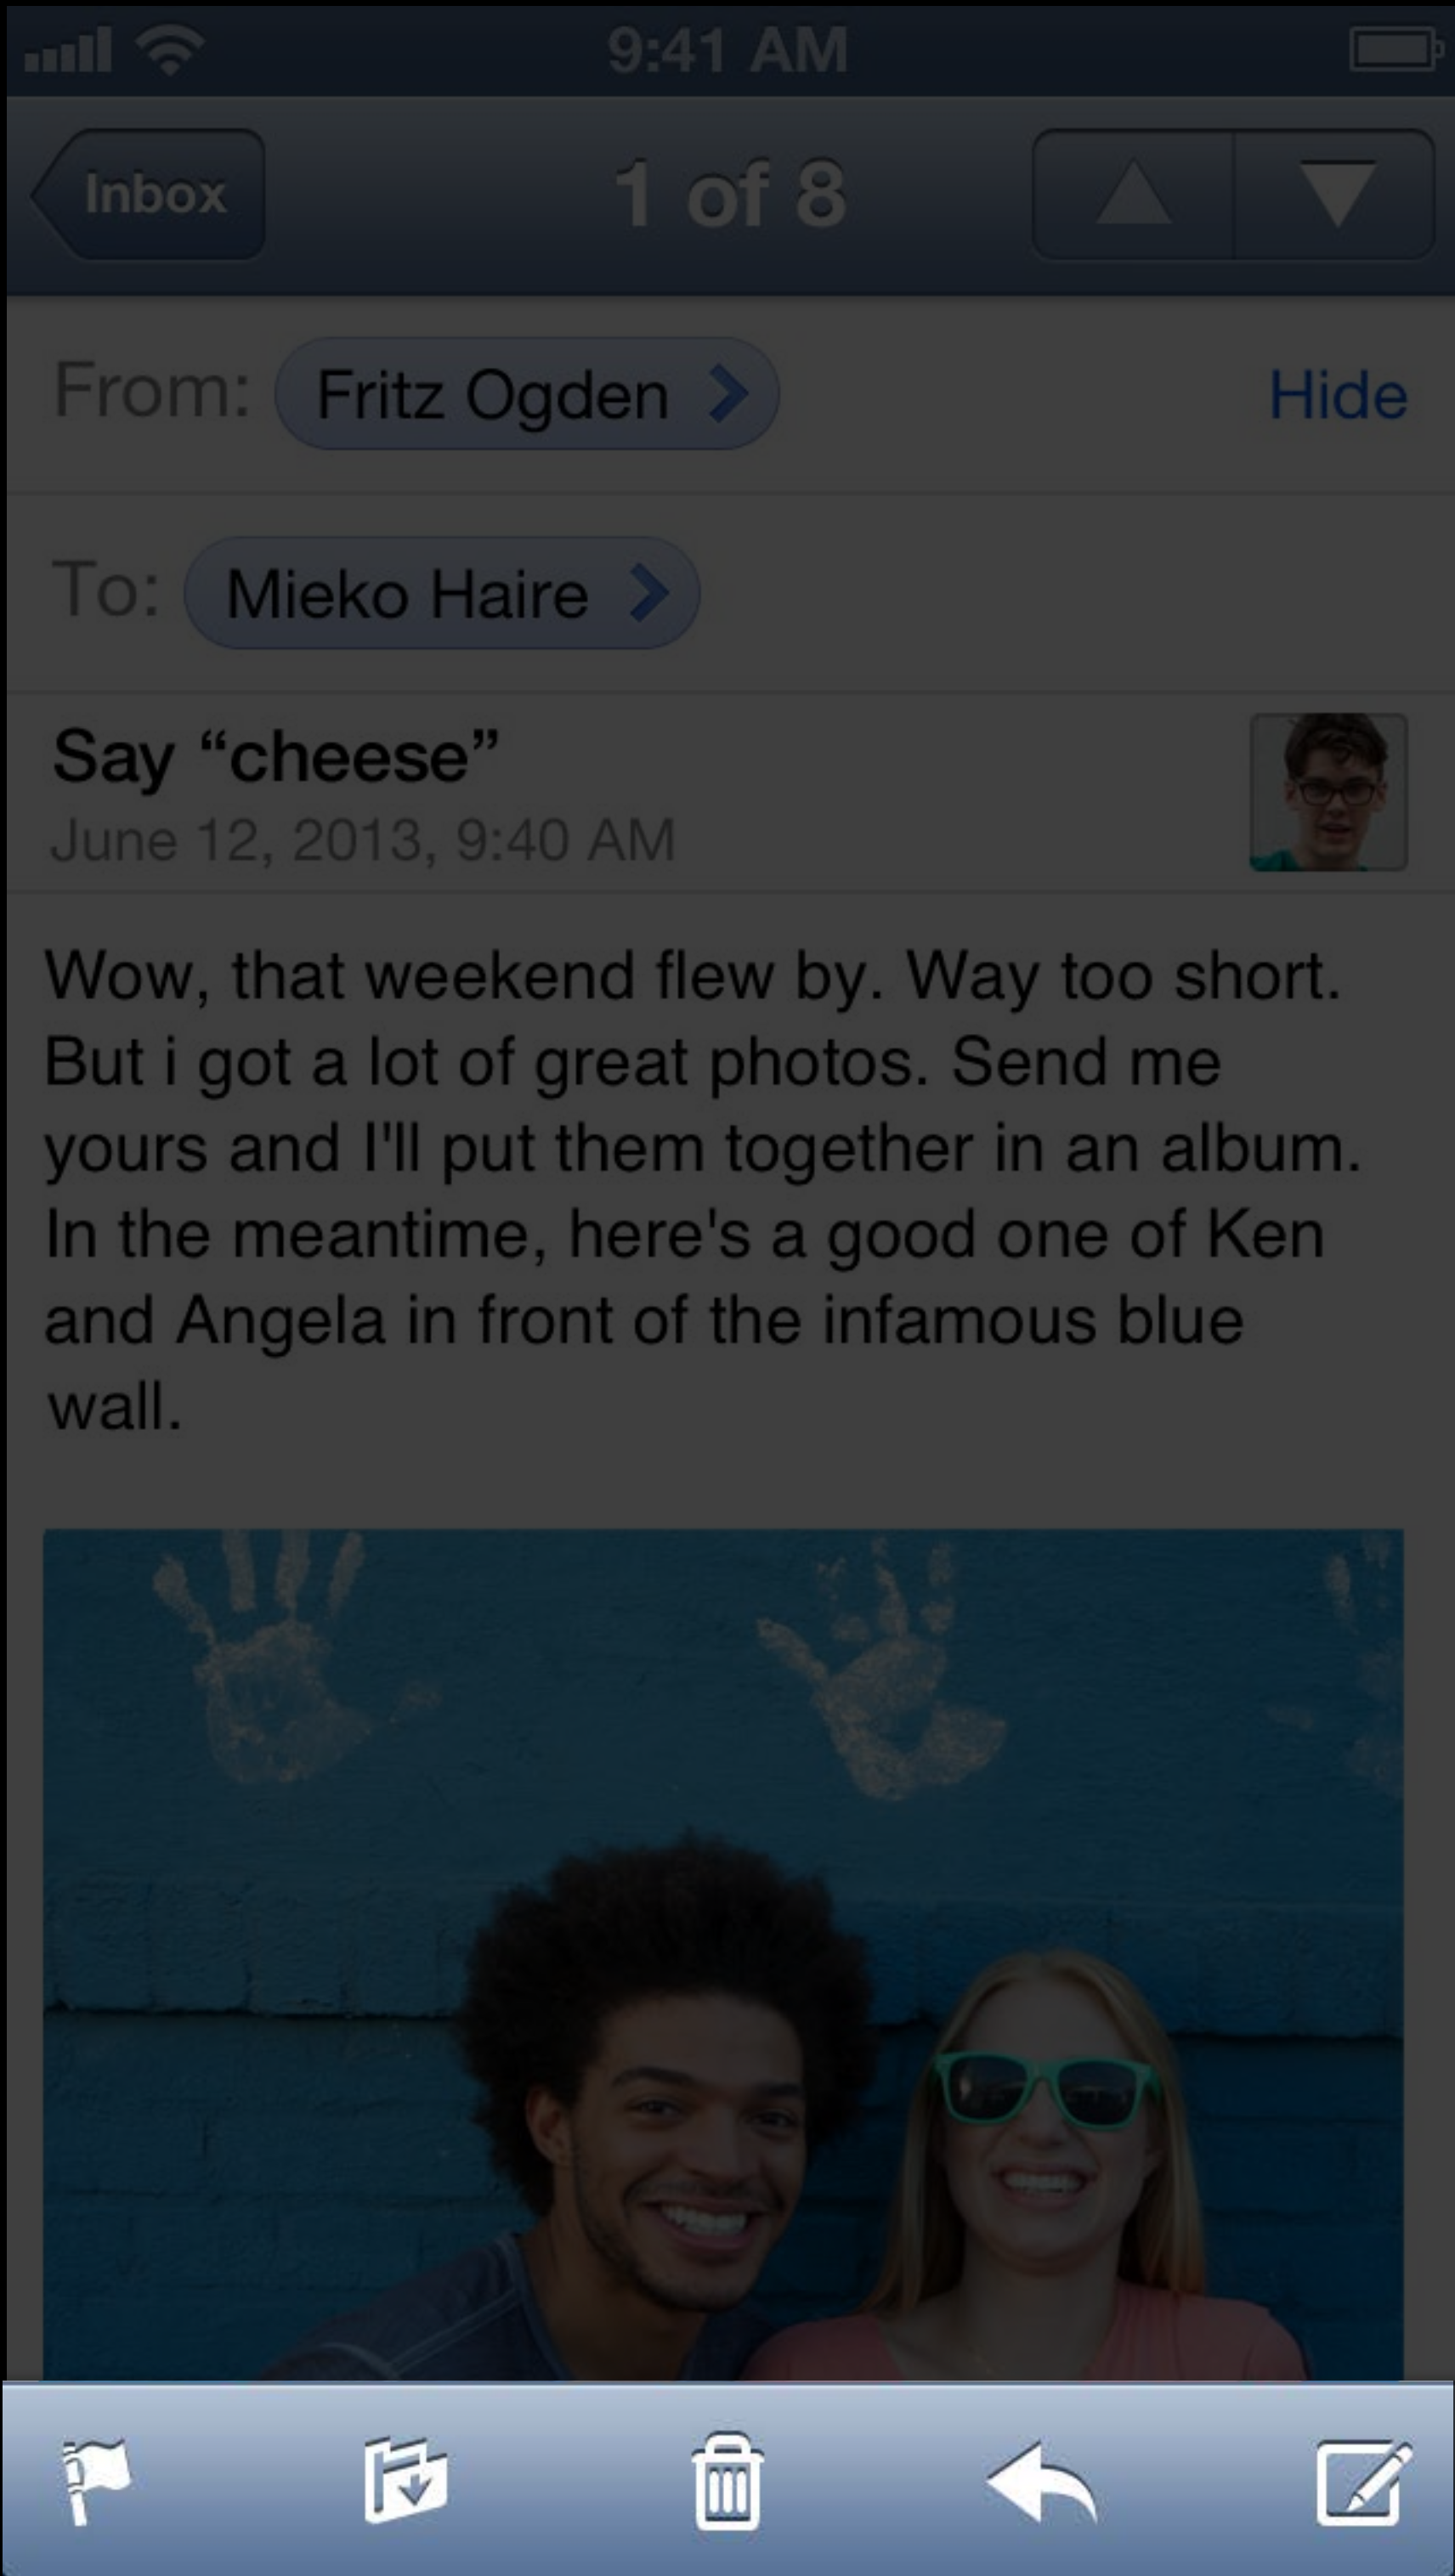 9:41 AM
Inbox
1 of 8
From: Fritz Ogden
Hide
To: Mieko Haire
Say “cheese”
June 12, 2013, 9:40 AM
Wow, that weekend flew by. Way too short.
But i got a lot of great photos. Send me
yours and I'll put them together in an album.
In the meantime, here's a good one of Ken
and Angela in front of the infamous blue
wall.